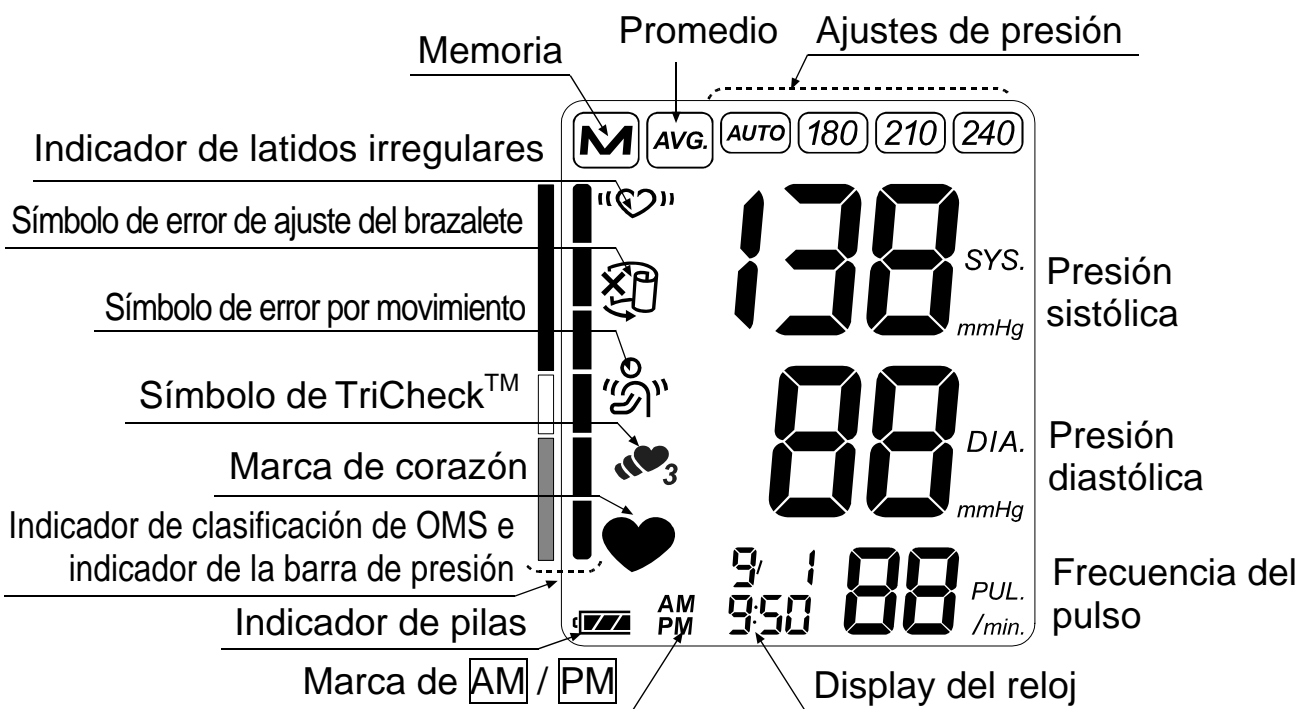 Memoria
Promedio
Ajustes de presión
M AVG. AUTO 180 210 240
Indicador de latidos irregulares
Símbolo de error de ajuste del brazalete
Símbolo de error por movimiento
Símbolo de TriCheck™
3
Marca de corazón
Indicador de clasificación de OMS e
indicador de la barra de presión
Indicador de pilas
Marca de AM / PM
138
SYS.
mmHg
Presión
sistólica
88
DIA.
mmHg
Presión
diastólica
9/ 1
AM
PM
9:50
88
PUL.
/min.
Frecuencia del
pulso
Display del reloj